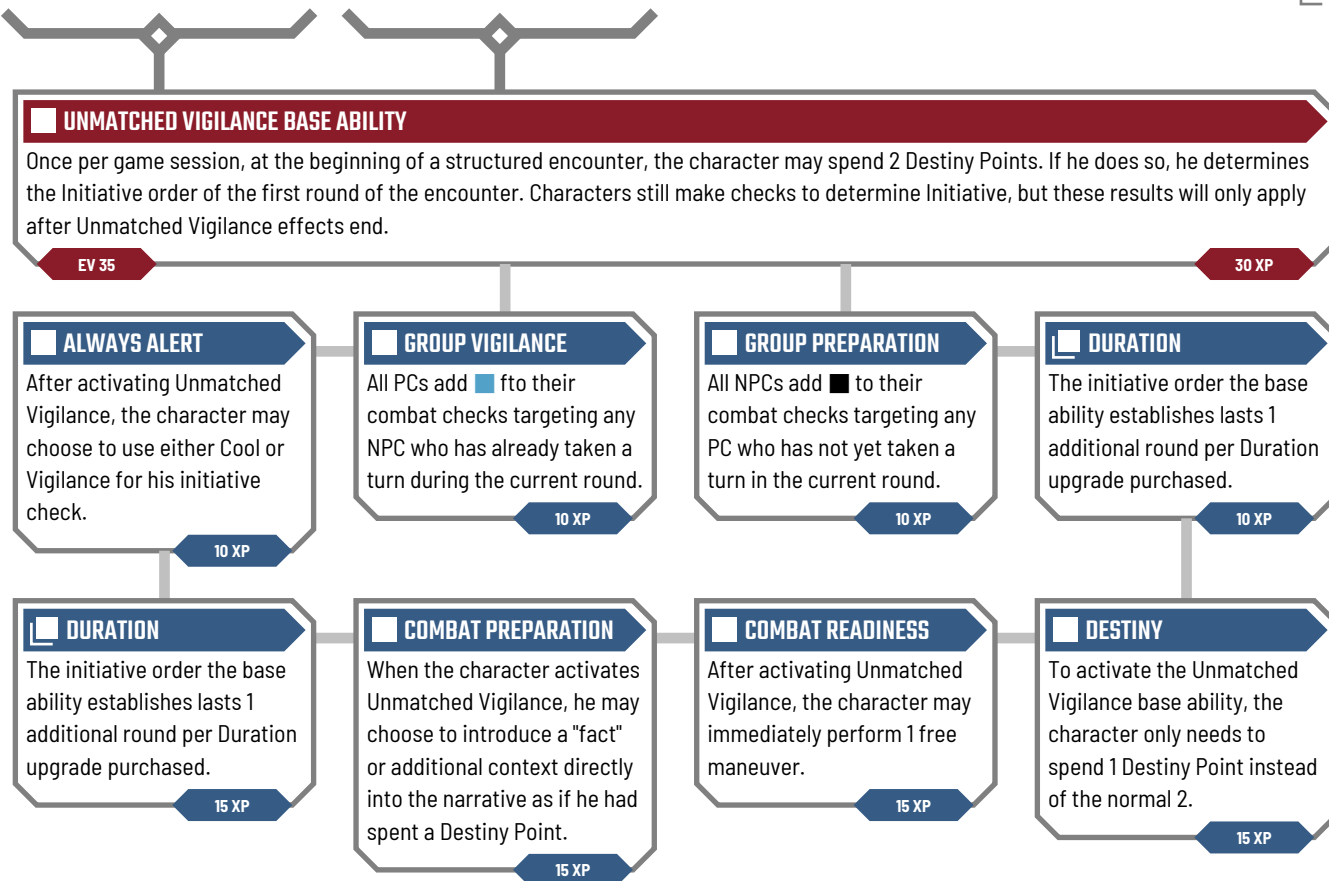 UNMATCHED VIGILANCE BASE ABILITY
Once per game session, at the beginning of a structured encounter, the character may spend 2 Destiny Points. If he does so, he determines
the Initiative order of the first round of the encounter. Characters still make checks to determine Initiative, but these results will only apply
after Unmatched Vigilance effects end.
EV 35
30 XP
ALWAYS ALERT
After activating Unmatched
Vigilance, the character may
choose to use either Cool or
Vigilance for his initiative
check.
10 XP
GROUP VIGILANCE
All PCs add fto their
combat checks targeting any
NPC who has already taken a
turn during the current round.
10 XP
GROUP PREPARATION
All NPCs add to their
combat checks targeting any
PC who has not yet taken a
turn in the current round.
10 XP
DURATION
The initiative order the base
ability establishes lasts 1
additional round per Duration
upgrade purchased.
10 XP
DURATION
The initiative order the base
ability establishes lasts 1
additional round per Duration
upgrade purchased.
15 XP
COMBAT PREPARATION
When the character activates
Unmatched Vigilance, he may
choose to introduce a "fact"
or additional context directly
into the narrative as if he had
spent a Destiny Point.
15 XP
COMBAT READINESS
After activating Unmatched
Vigilance, the character may
immediately perform 1 free
maneuver.
15 XP
DESTINY
To activate the Unmatched
Vigilance base ability, the
character only needs to
spend 1 Destiny Point instead
of the normal 2.
15 XP